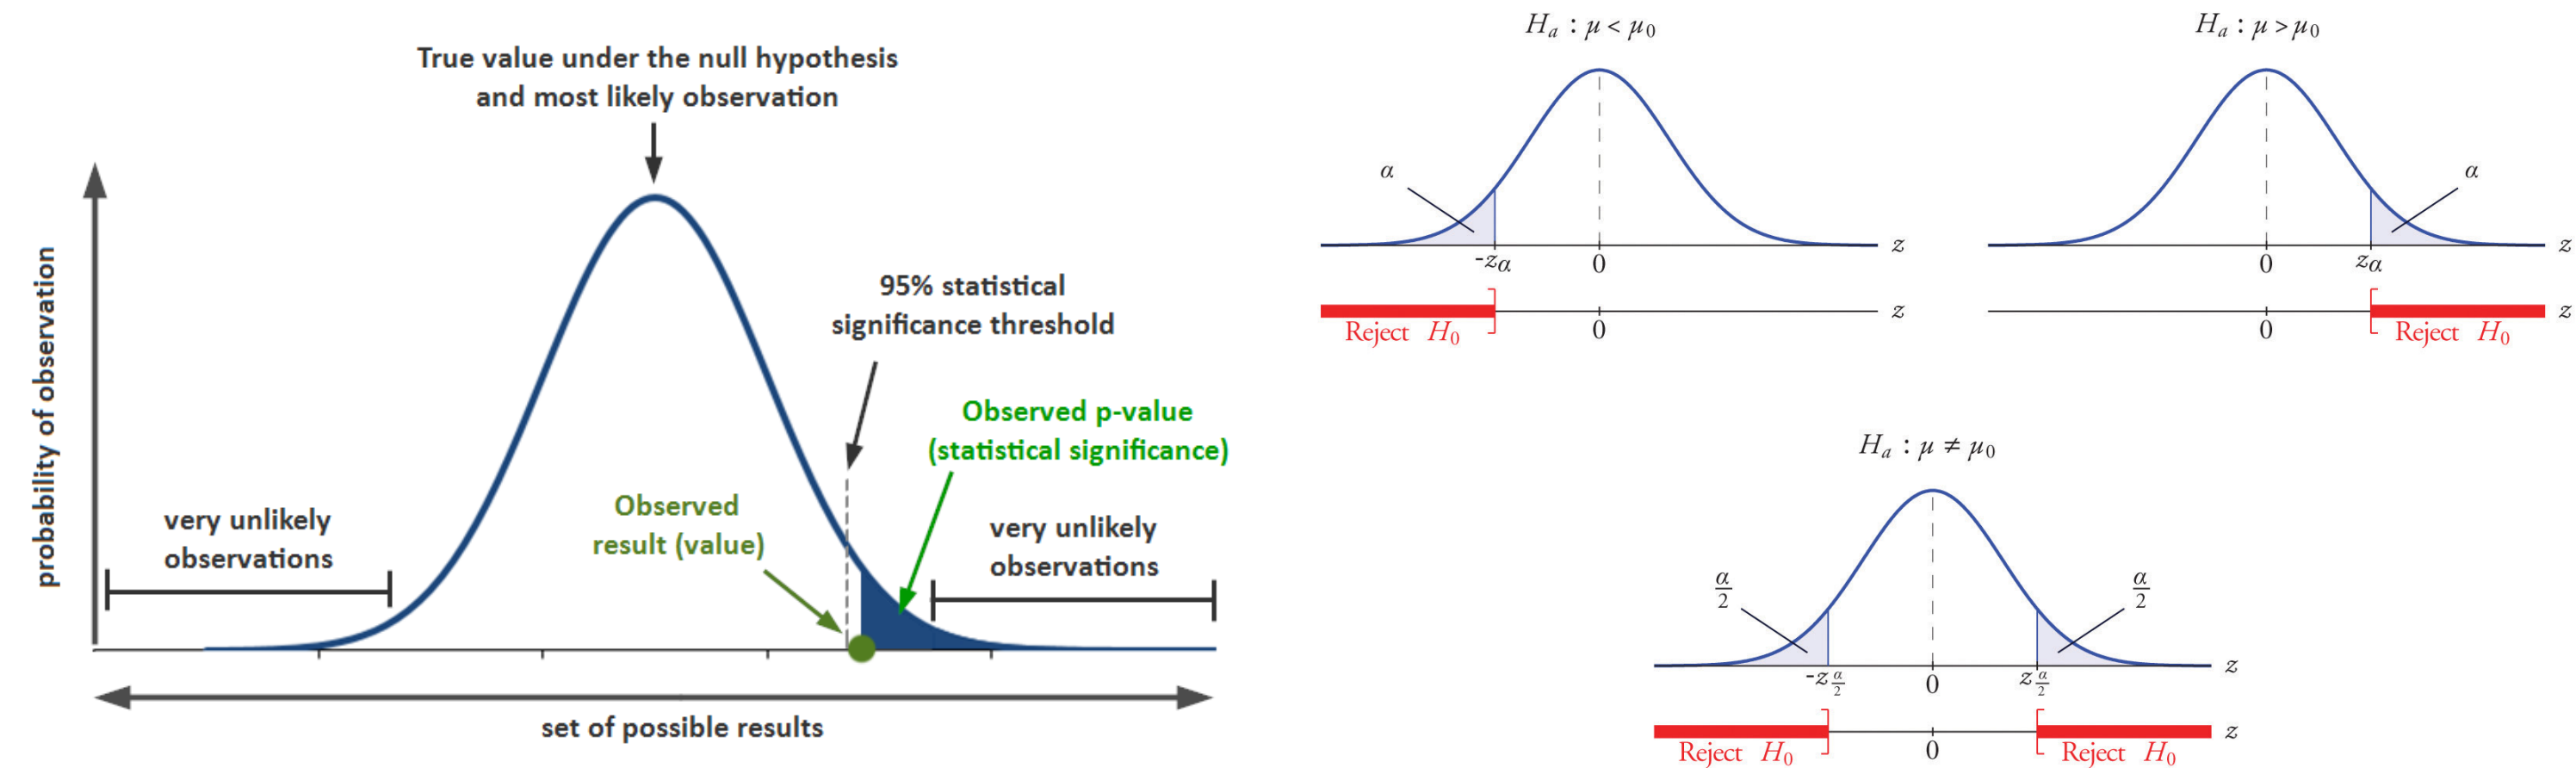 True value under the null hypothesis
and most likely observation
95% statistical
significance threshold
Observed p-value
(statistical significance)
Observed
result (value)
very unlikely
observations
very unlikely
observations
probability of observation
set of possible results
Hₐ : μ < μ₀
α
-zα
0
z
Reject H₀
0
z
Hₐ : μ > μ₀
α
0
zα
z
0
Reject H₀
z
Hₐ : μ ≠ μ₀
α/2
α/2
-z α/2
0
z α/2
z
Reject H₀
0
Reject H₀
z